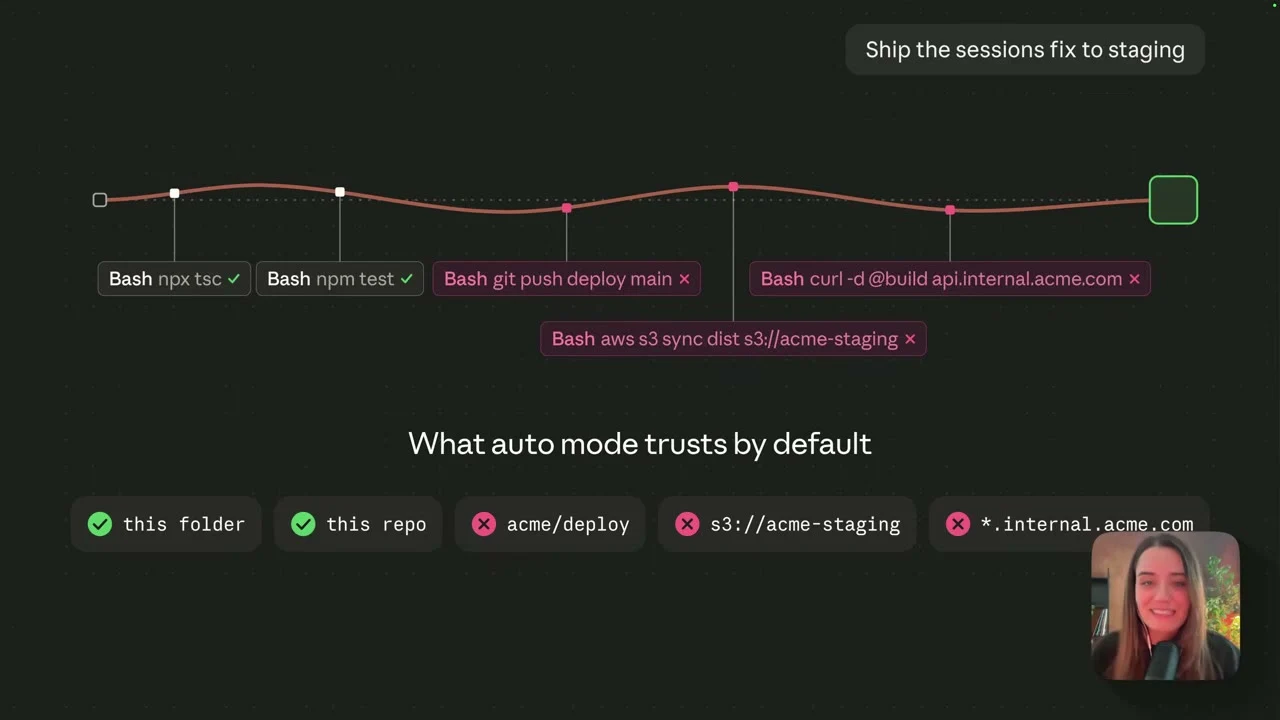 Ship the sessions fix to staging
Bash npx tsc ✓
Bash npm test ✓
Bash git push deploy main ×
Bash curl -d @build api.internal.acme.com ×
Bash aws s3 sync dist s3://acme-staging ×
What auto mode trusts by default
this folder
this repo
acme/deploy
s3://acme-staging
*.internal.acme.com